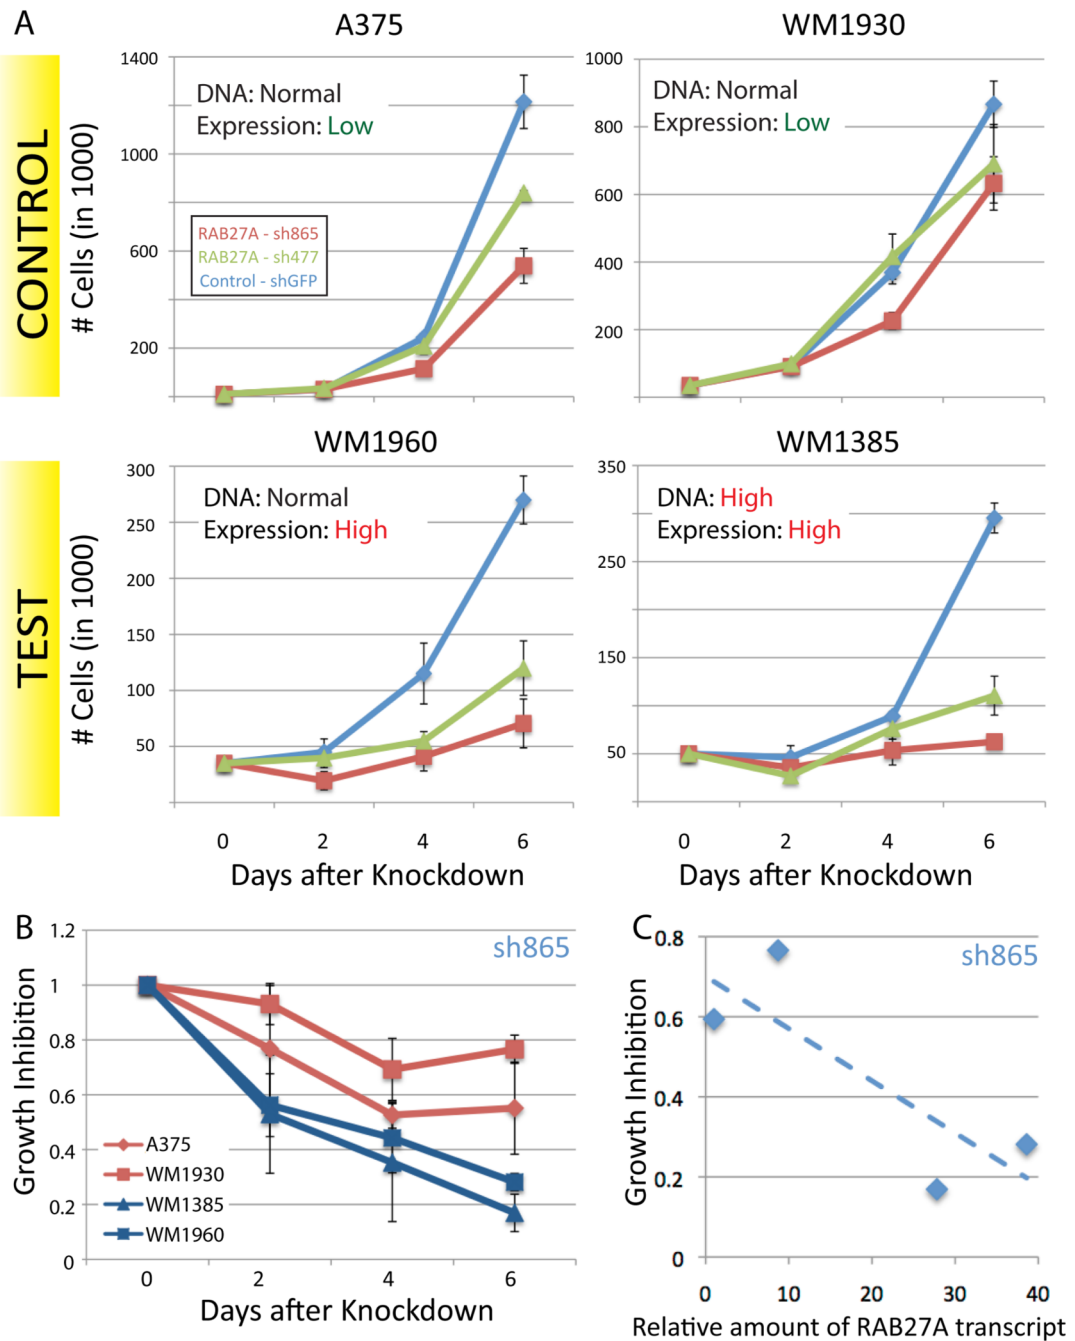 A
A375
WM1930
CONTROL
# Cells (in 1000)
1400
1000
600
200
DNA: Normal
Expression: Low
RAB27A - sh865
RAB27A - sh477
Control - shGFP
1000
800
600
400
200
DNA: Normal
Expression: Low
WM1960
WM1385
TEST
# Cells (in 1000)
300
250
200
150
100
50
DNA: Normal
Expression: High
350
250
150
50
DNA: High
Expression: High
0 2 4 6
Days after Knockdown
0 2 4 6
Days after Knockdown
B
sh865
Growth Inhibition
1.2
1
0.8
0.6
0.4
0.2
0
A375
WM1930
WM1385
WM1960
0 2 4 6
Days after Knockdown
C
sh865
Growth Inhibition
0.8
0.6
0.4
0.2
0
0 10 20 30 40
Relative amount of RAB27A transcript